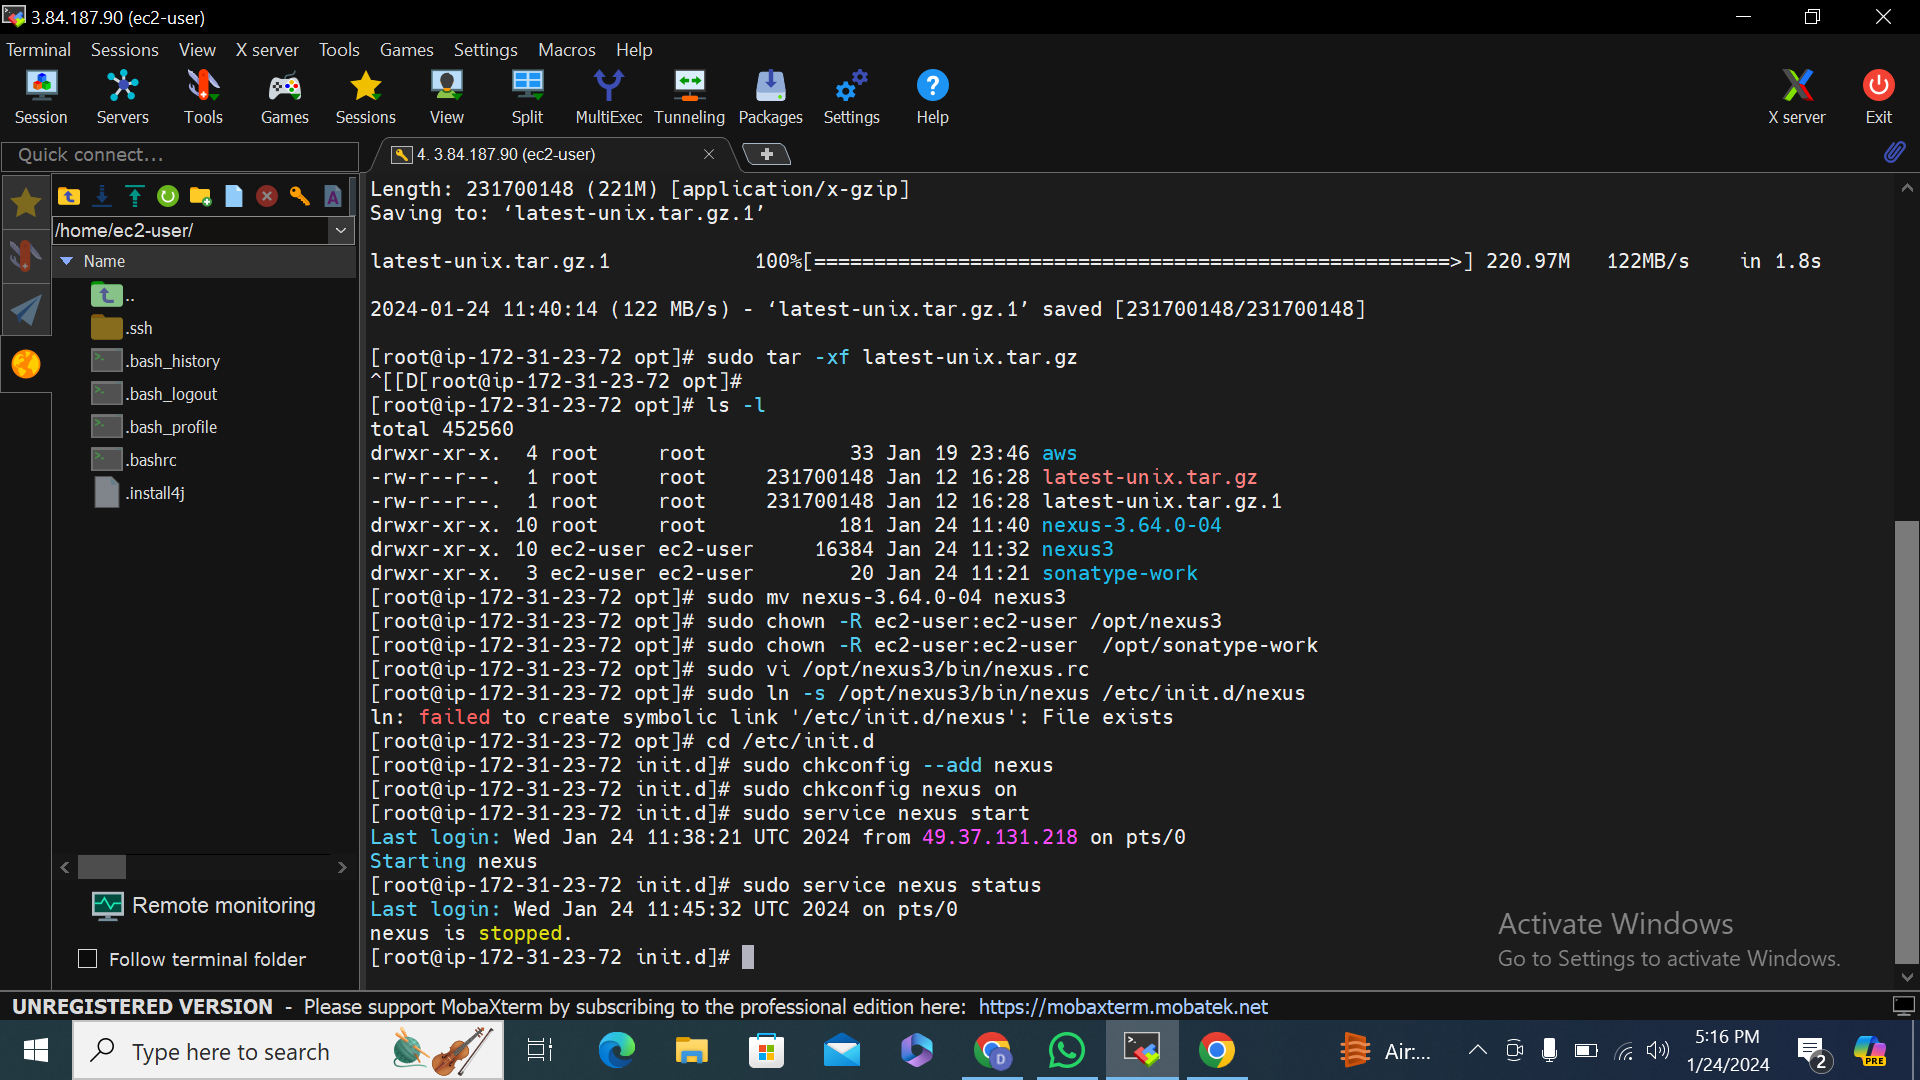 3.84.187.90 (ec2-user)
Terminal Sessions View X server Tools Games Settings Macros Help
Session Servers Tools Games Sessions View Split MultiExec Tunneling Packages Settings Help X server Exit
Quick connect...
4. 3.84.187.90 (ec2-user)
/home/ec2-user/
Name
..
.ssh
.bash_history
.bash_logout
.bash_profile
.bashrc
.install4j
Remote monitoring
Follow terminal folder
Length: 231700148 (221M) [application/x-gzip]
Saving to: ‘latest-unix.tar.gz.1’
latest-unix.tar.gz.1 100%[=====================================================>] 220.97M 122MB/s in 1.8s
2024-01-24 11:40:14 (122 MB/s) - ‘latest-unix.tar.gz.1’ saved [231700148/231700148]
[root@ip-172-31-23-72 opt]# sudo tar -xf latest-unix.tar.gz
^[[D[root@ip-172-31-23-72 opt]#
[root@ip-172-31-23-72 opt]# ls -l
total 452560
drwxr-xr-x. 4 root root 33 Jan 19 23:46 aws
-rw-r--r--. 1 root root 231700148 Jan 12 16:28 latest-unix.tar.gz
-rw-r--r--. 1 root root 231700148 Jan 12 16:28 latest-unix.tar.gz.1
drwxr-xr-x. 10 root root 181 Jan 24 11:40 nexus-3.64.0-04
drwxr-xr-x. 10 ec2-user ec2-user 16384 Jan 24 11:32 nexus3
drwxr-xr-x. 3 ec2-user ec2-user 20 Jan 24 11:21 sonatype-work
[root@ip-172-31-23-72 opt]# sudo mv nexus-3.64.0-04 nexus3
[root@ip-172-31-23-72 opt]# sudo chown -R ec2-user:ec2-user /opt/nexus3
[root@ip-172-31-23-72 opt]# sudo chown -R ec2-user:ec2-user /opt/sonatype-work
[root@ip-172-31-23-72 opt]# sudo vi /opt/nexus3/bin/nexus.rc
[root@ip-172-31-23-72 opt]# sudo ln -s /opt/nexus3/bin/nexus /etc/init.d/nexus
ln: failed to create symbolic link '/etc/init.d/nexus': File exists
[root@ip-172-31-23-72 opt]# cd /etc/init.d
[root@ip-172-31-23-72 init.d]# sudo chkconfig --add nexus
[root@ip-172-31-23-72 init.d]# sudo chkconfig nexus on
[root@ip-172-31-23-72 init.d]# sudo service nexus start
Last login: Wed Jan 24 11:38:21 UTC 2024 from 49.37.131.218 on pts/0
Starting nexus
[root@ip-172-31-23-72 init.d]# sudo service nexus status
Last login: Wed Jan 24 11:45:32 UTC 2024 on pts/0
nexus is stopped.
[root@ip-172-31-23-72 init.d]#
Activate Windows
Go to Settings to activate Windows.
UNREGISTERED VERSION - Please support MobaXterm by subscribing to the professional edition here: https://mobaxterm.mobatek.net
Type here to search
D
Air:...
5:16 PM
1/24/2024
2
PRE